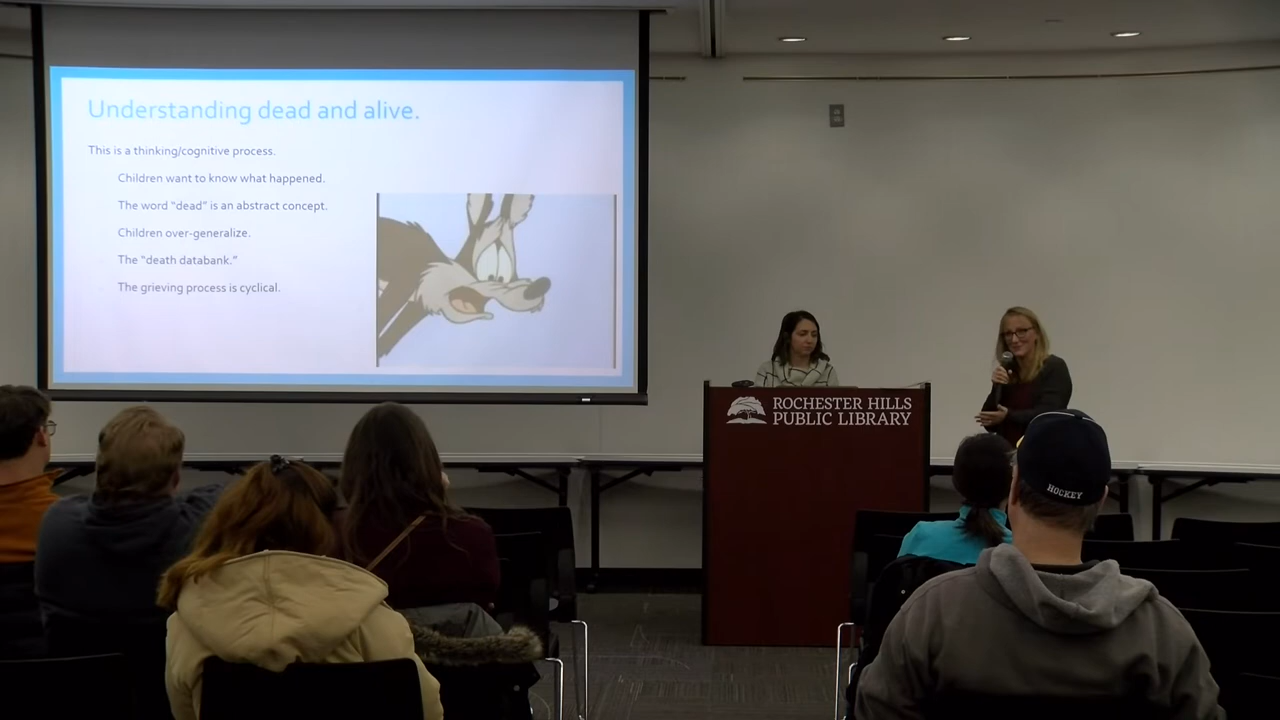 Understanding dead and alive.
This is a thinking/cognitive process.
Children want to know what happened.
The word “dead” is an abstract concept.
Children over-generalize.
The “death databank.”
The grieving process is cyclical.
ROCHESTER HILLS
PUBLIC LIBRARY
HOCKEY